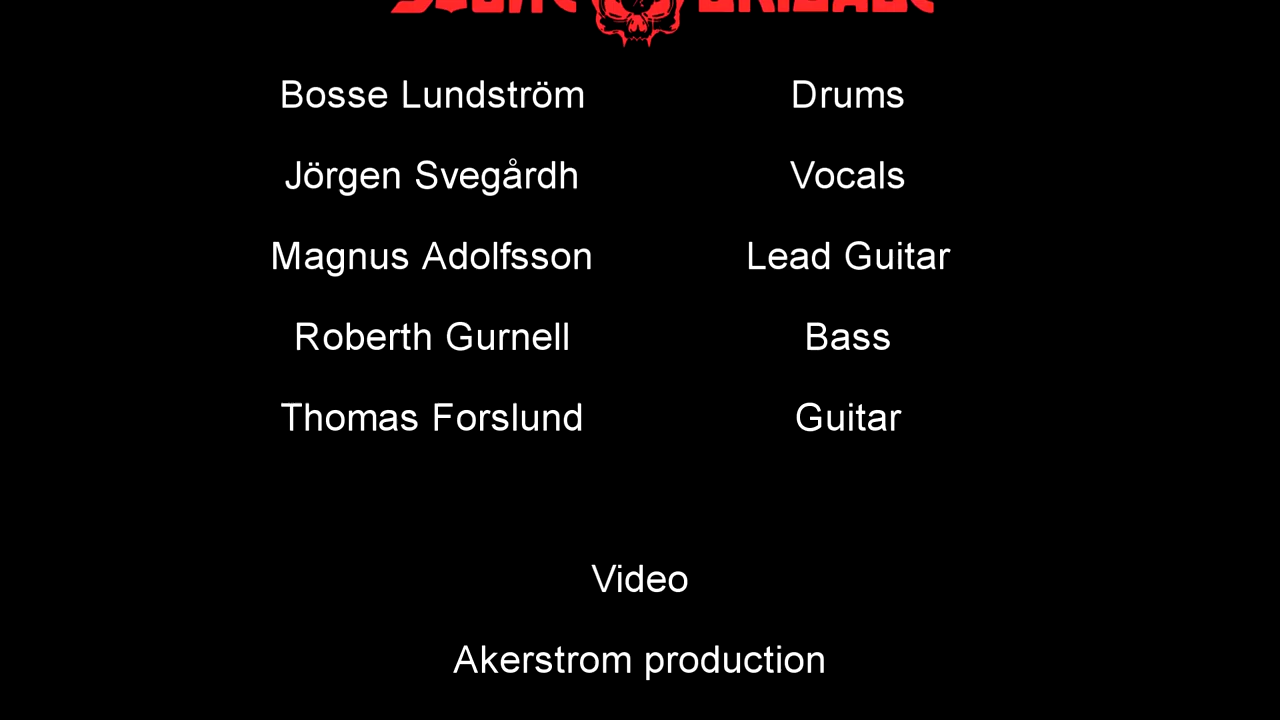 Bosse Lundström Drums
Jörgen Svegårdh Vocals
Magnus Adolfsson Lead Guitar
Roberth Gurnell Bass
Thomas Forslund Guitar
Video
Akerstrom production